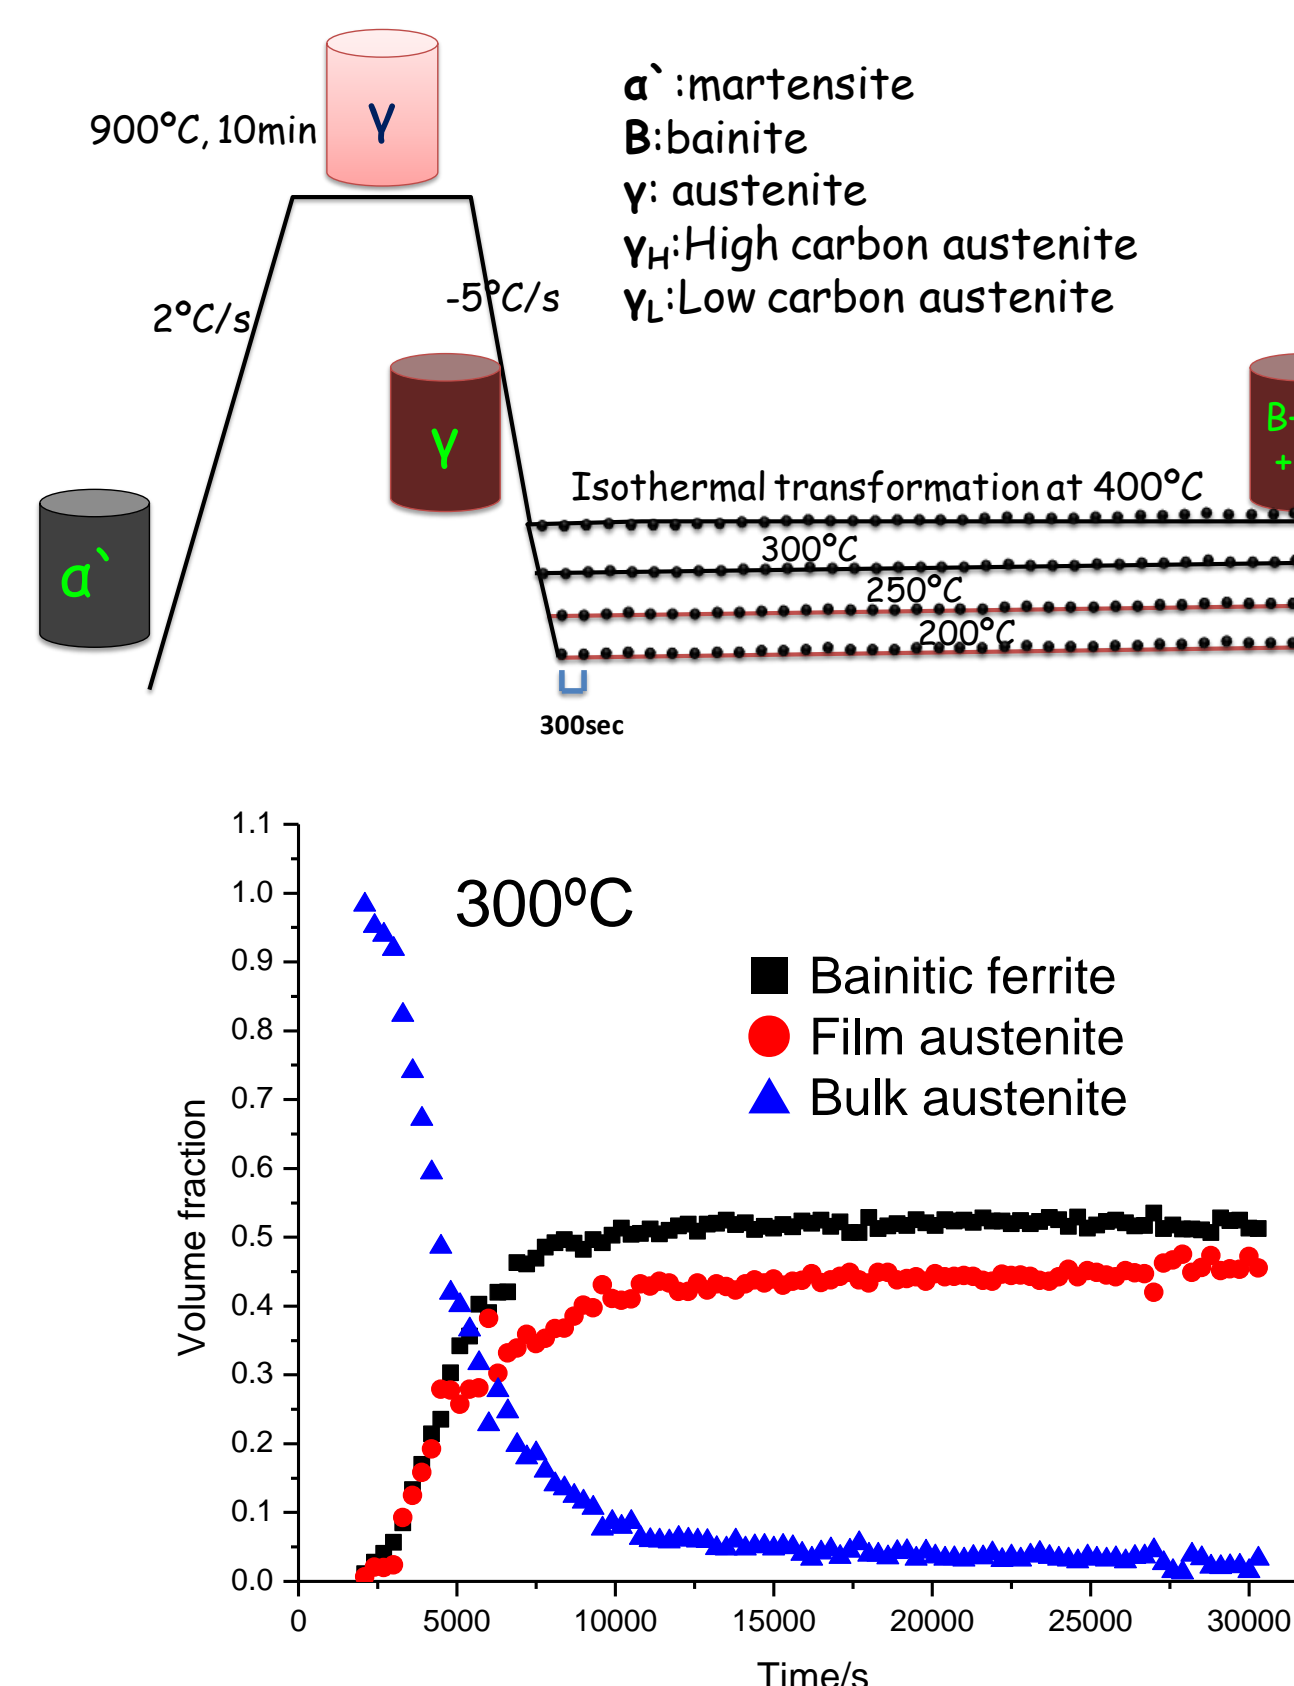 γ
900°C, 10min
α`:martensite
B:bainite
γ: austenite
γH:High carbon austenite
γL:Low carbon austenite
2°C/s
-5°C/s
γ
B+
+
Isothermal transformation at 400°C
α`
300°C
250°C
200°C
300sec
1.1
1.0
0.9
0.8
0.7
0.6
0.5
0.4
0.3
0.2
0.1
0.0
Volume fraction
300ºC
Bainitic ferrite
Film austenite
Bulk austenite
0
5000
10000
15000
20000
25000
30000
Time/s